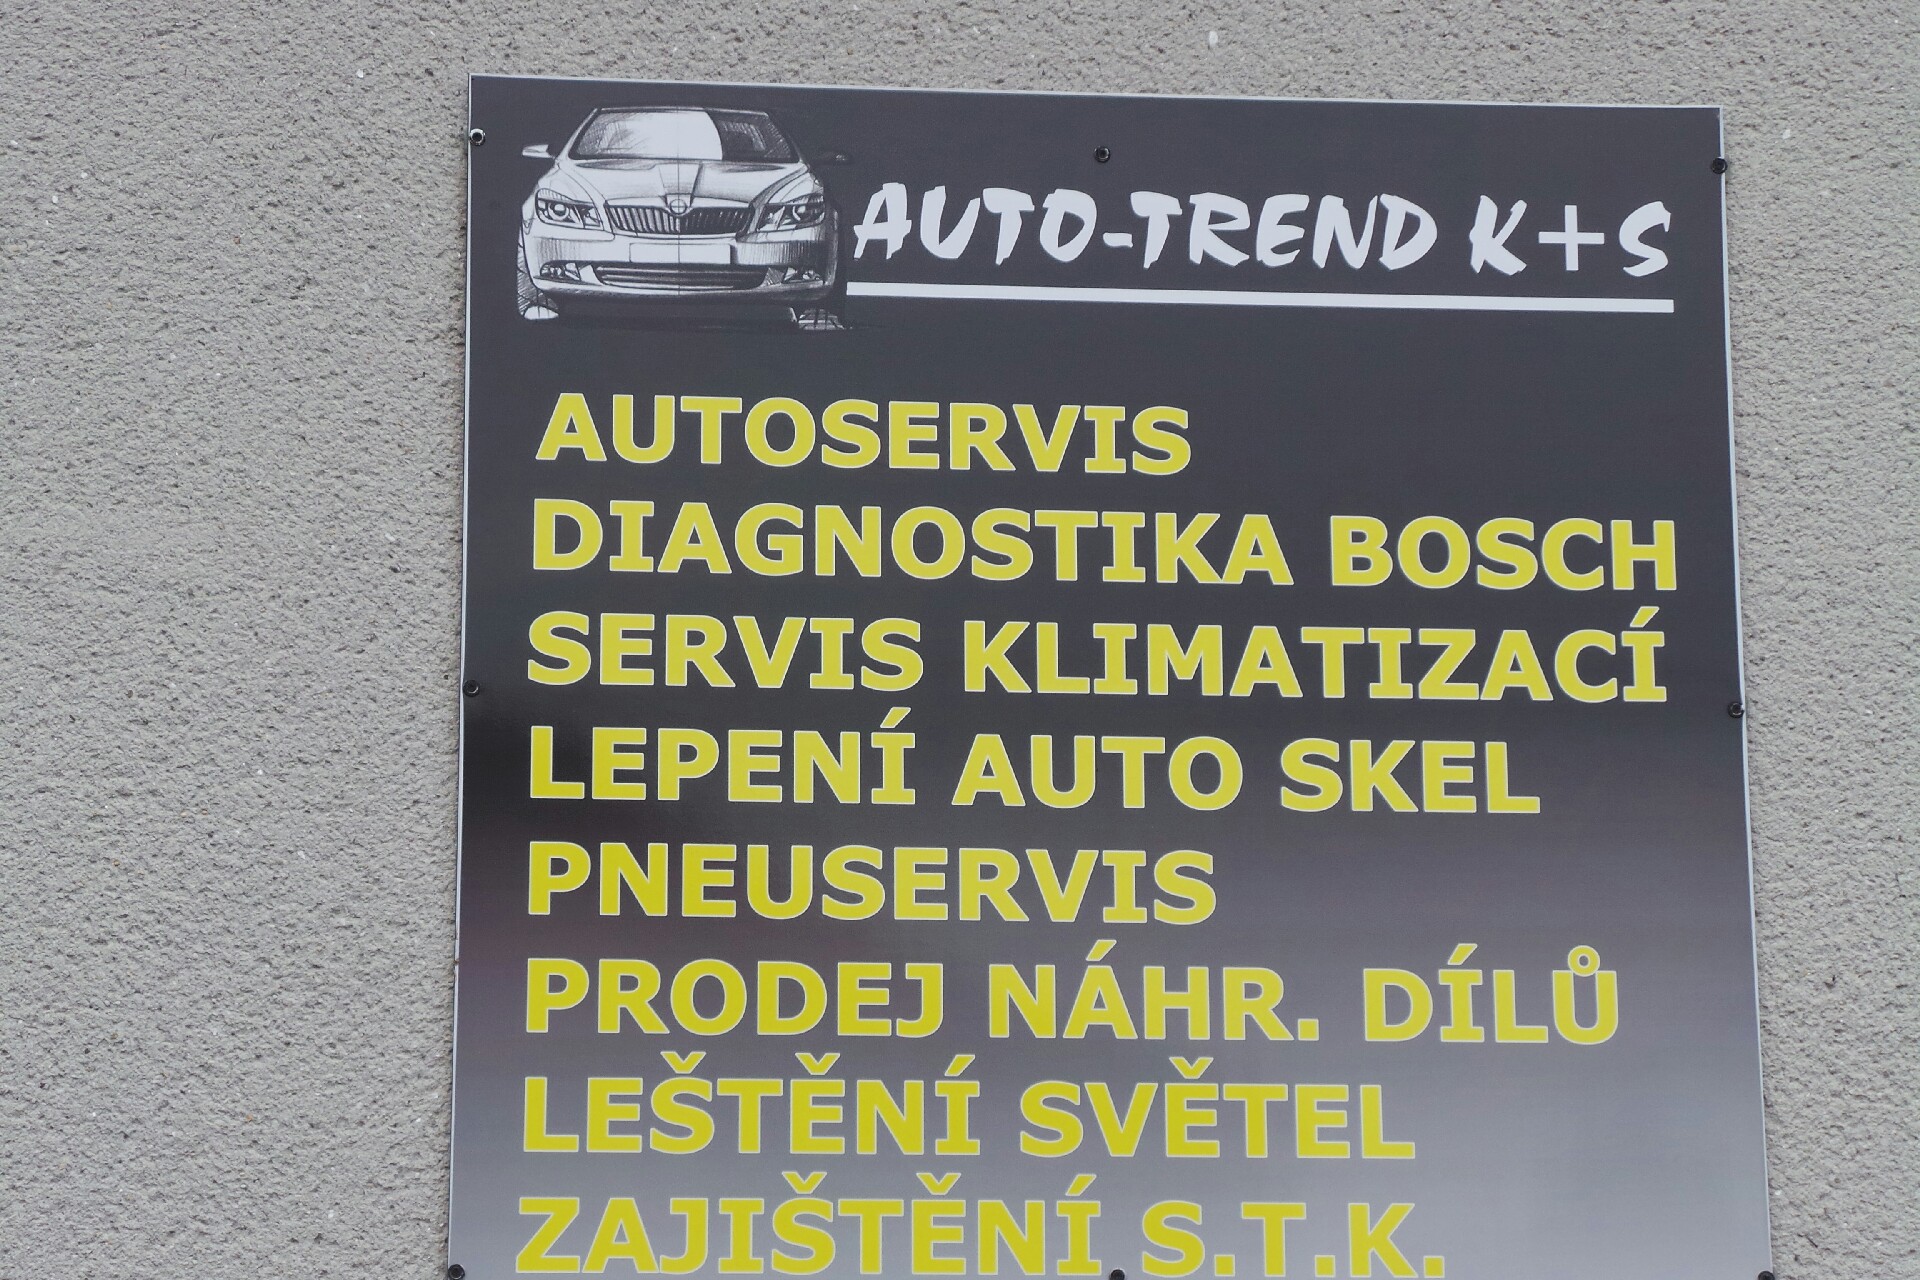 AUTO-TREND K+S
AUTOSERVIS
DIAGNOSTIKA BOSCH
SERVIS KLIMATIZACÍ
LEPENÍ AUTO SKEL
PNEUSERVIS
PRODEJ NÁHR. DÍLŮ
LEŠTĚNÍ SVĚTEL
ZAJIŠTĚNÍ S.T.K.